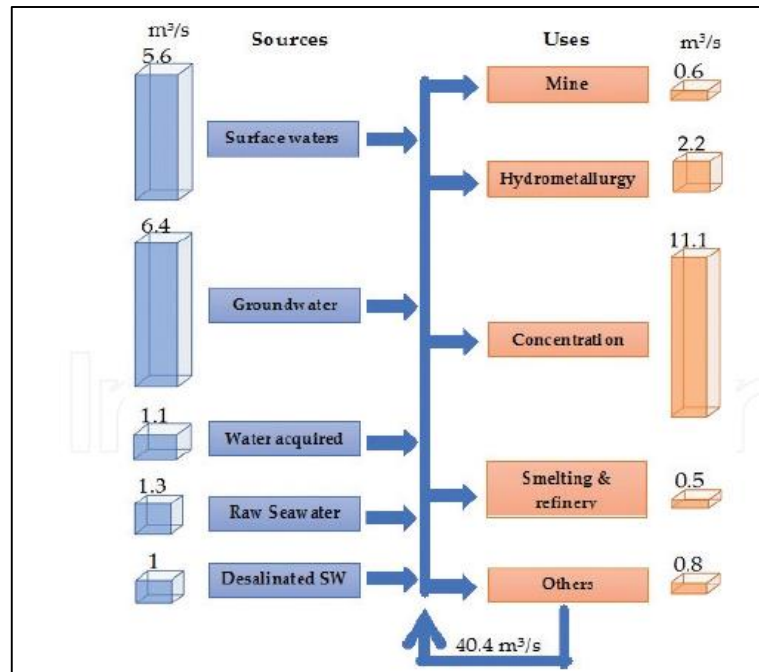 m³/s Sources Uses m³/s
5.6
Surface waters
6.4
Groundwater
1.1
Water acquired
1.3
Raw Seawater
1
Desalinated SW
Mine
0.6
Hydrometallurgy
2.2
Concentration
11.1
Smelting &
refinery
0.5
Others
0.8
40.4 m³/s